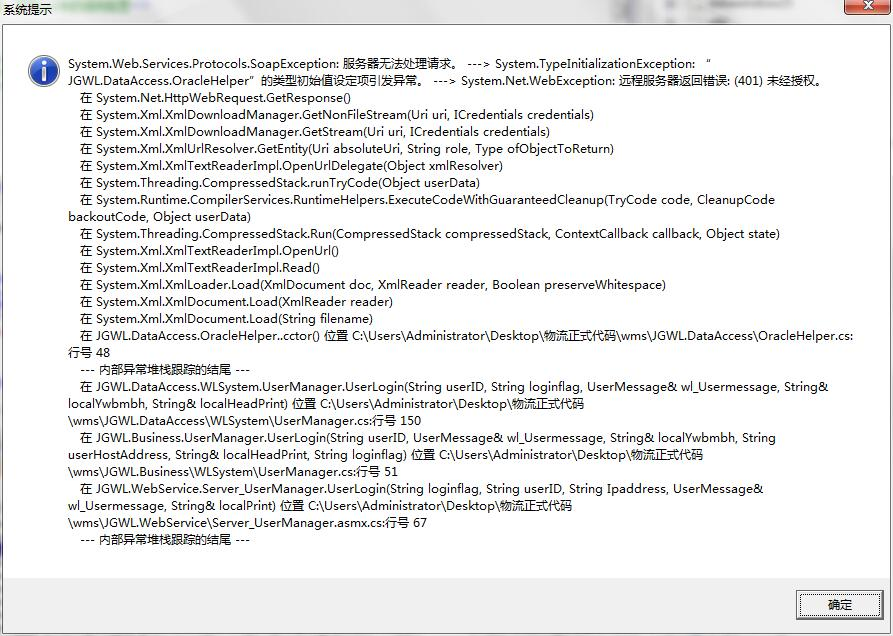 系统提示
System.Web.Services.Protocols.SoapException: 服务器无法处理请求。 ---> System.TypeInitializationException: “
JGWL.DataAccess.OracleHelper”的类型初始值设定项引发异常。 ---> System.Net.WebException: 远程服务器返回错误: (401) 未经授权。
在 System.Net.HttpWebRequest.GetResponse()
在 System.Xml.XmlDownloadManager.GetNonFileStream(Uri uri, ICredentials credentials)
在 System.Xml.XmlDownloadManager.GetStream(Uri uri, ICredentials credentials)
在 System.Xml.XmlUrlResolver.GetEntity(Uri absoluteUri, String role, Type ofObjectToReturn)
在 System.Xml.XmlTextReaderImpl.OpenUrlDelegate(Object xmlResolver)
在 System.Threading.CompressedStack.runTryCode(Object userData)
在 System.Runtime.CompilerServices.RuntimeHelpers.ExecuteCodeWithGuaranteedCleanup(TryCode code, CleanupCode
backoutCode, Object userData)
在 System.Threading.CompressedStack.Run(CompressedStack compressedStack, ContextCallback callback, Object state)
在 System.Xml.XmlTextReaderImpl.OpenUrl()
在 System.Xml.XmlTextReaderImpl.Read()
在 System.Xml.XmlLoader.Load(XmlDocument doc, XmlReader reader, Boolean preserveWhitespace)
在 System.Xml.XmlDocument.Load(XmlReader reader)
在 System.Xml.XmlDocument.Load(String filename)
在 JGWL.DataAccess.OracleHelper..cctor() 位置 C:\Users\Administrator\Desktop\物流正式代码\wms\JGWL.DataAccess\OracleHelper.cs:
行号 48
--- 内部异常堆栈跟踪的结尾 ---
在 JGWL.DataAccess.WLSystem.UserManager.UserLogin(String userID, String loginflag, UserMessage& wl_Usermessage, String&
localYwbmbh, String& localHeadPrint) 位置 C:\Users\Administrator\Desktop\物流正式代码
\wms\JGWL.DataAccess\WLSystem\UserManager.cs:行号 150
在 JGWL.Business.UserManager.UserLogin(String userID, UserMessage& wl_Usermessage, String& localYwbmbh, String
userHostAddress, String& localHeadPrint, String loginflag) 位置 C:\Users\Administrator\Desktop\物流正式代码
\wms\JGWL.Business\WLSystem\UserManager.cs:行号 51
在 JGWL.WebService.Server_UserManager.UserLogin(String loginflag, String userID, String Ipaddress, UserMessage&
wl_Usermessage, String& localPrint) 位置 C:\Users\Administrator\Desktop\物流正式代码
\wms\JGWL.WebService\Server_UserManager.asmx.cs:行号 67
--- 内部异常堆栈跟踪的结尾 ---
确定